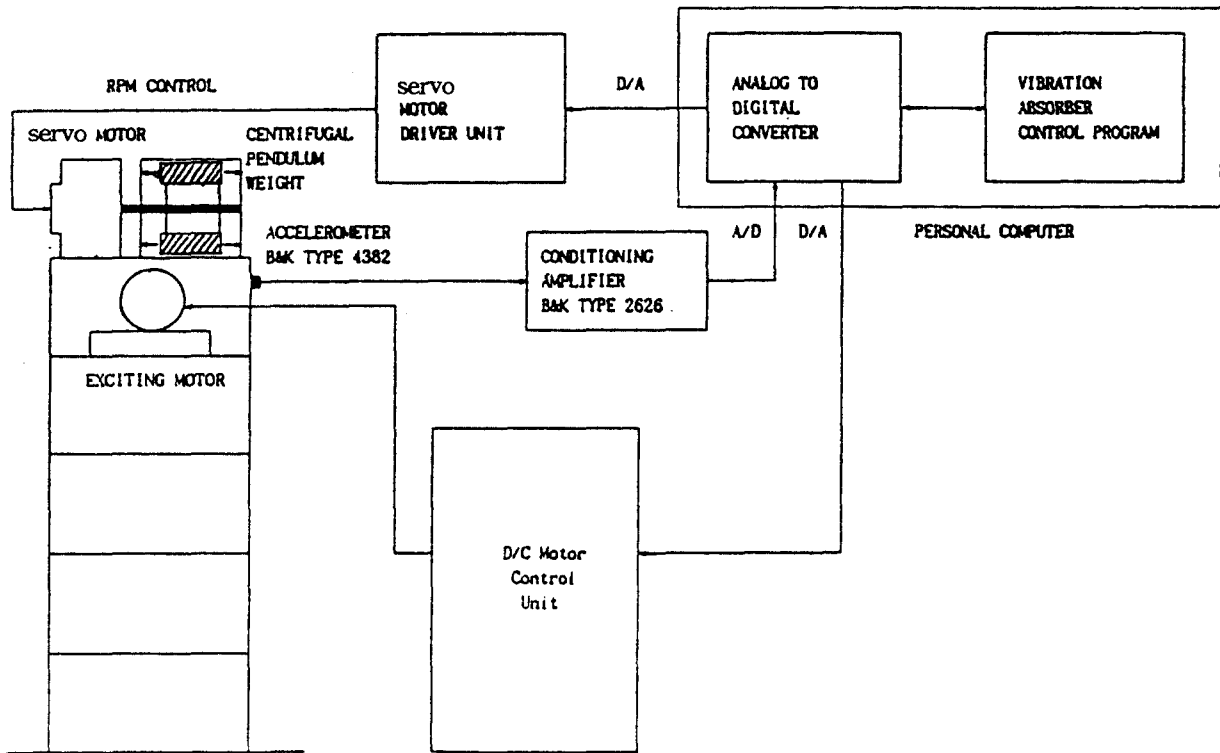 RPM CONTROL
servo
MOTOR
DRIVER UNIT
D/A
ANALOG TO
DIGITAL
CONVERTER
VIBRATION
ABSORBER
CONTROL PROGRAM
servo MOTOR
CENTRIFUGAL
PENDULUM
WEIGHT
ACCELEROMETER
B&K TYPE 4382
CONDITIONING
AMPLIFIER
B&K TYPE 2626
A/D
D/A
PERSONAL COMPUTER
EXCITING MOTOR
D/C Motor
Control
Unit